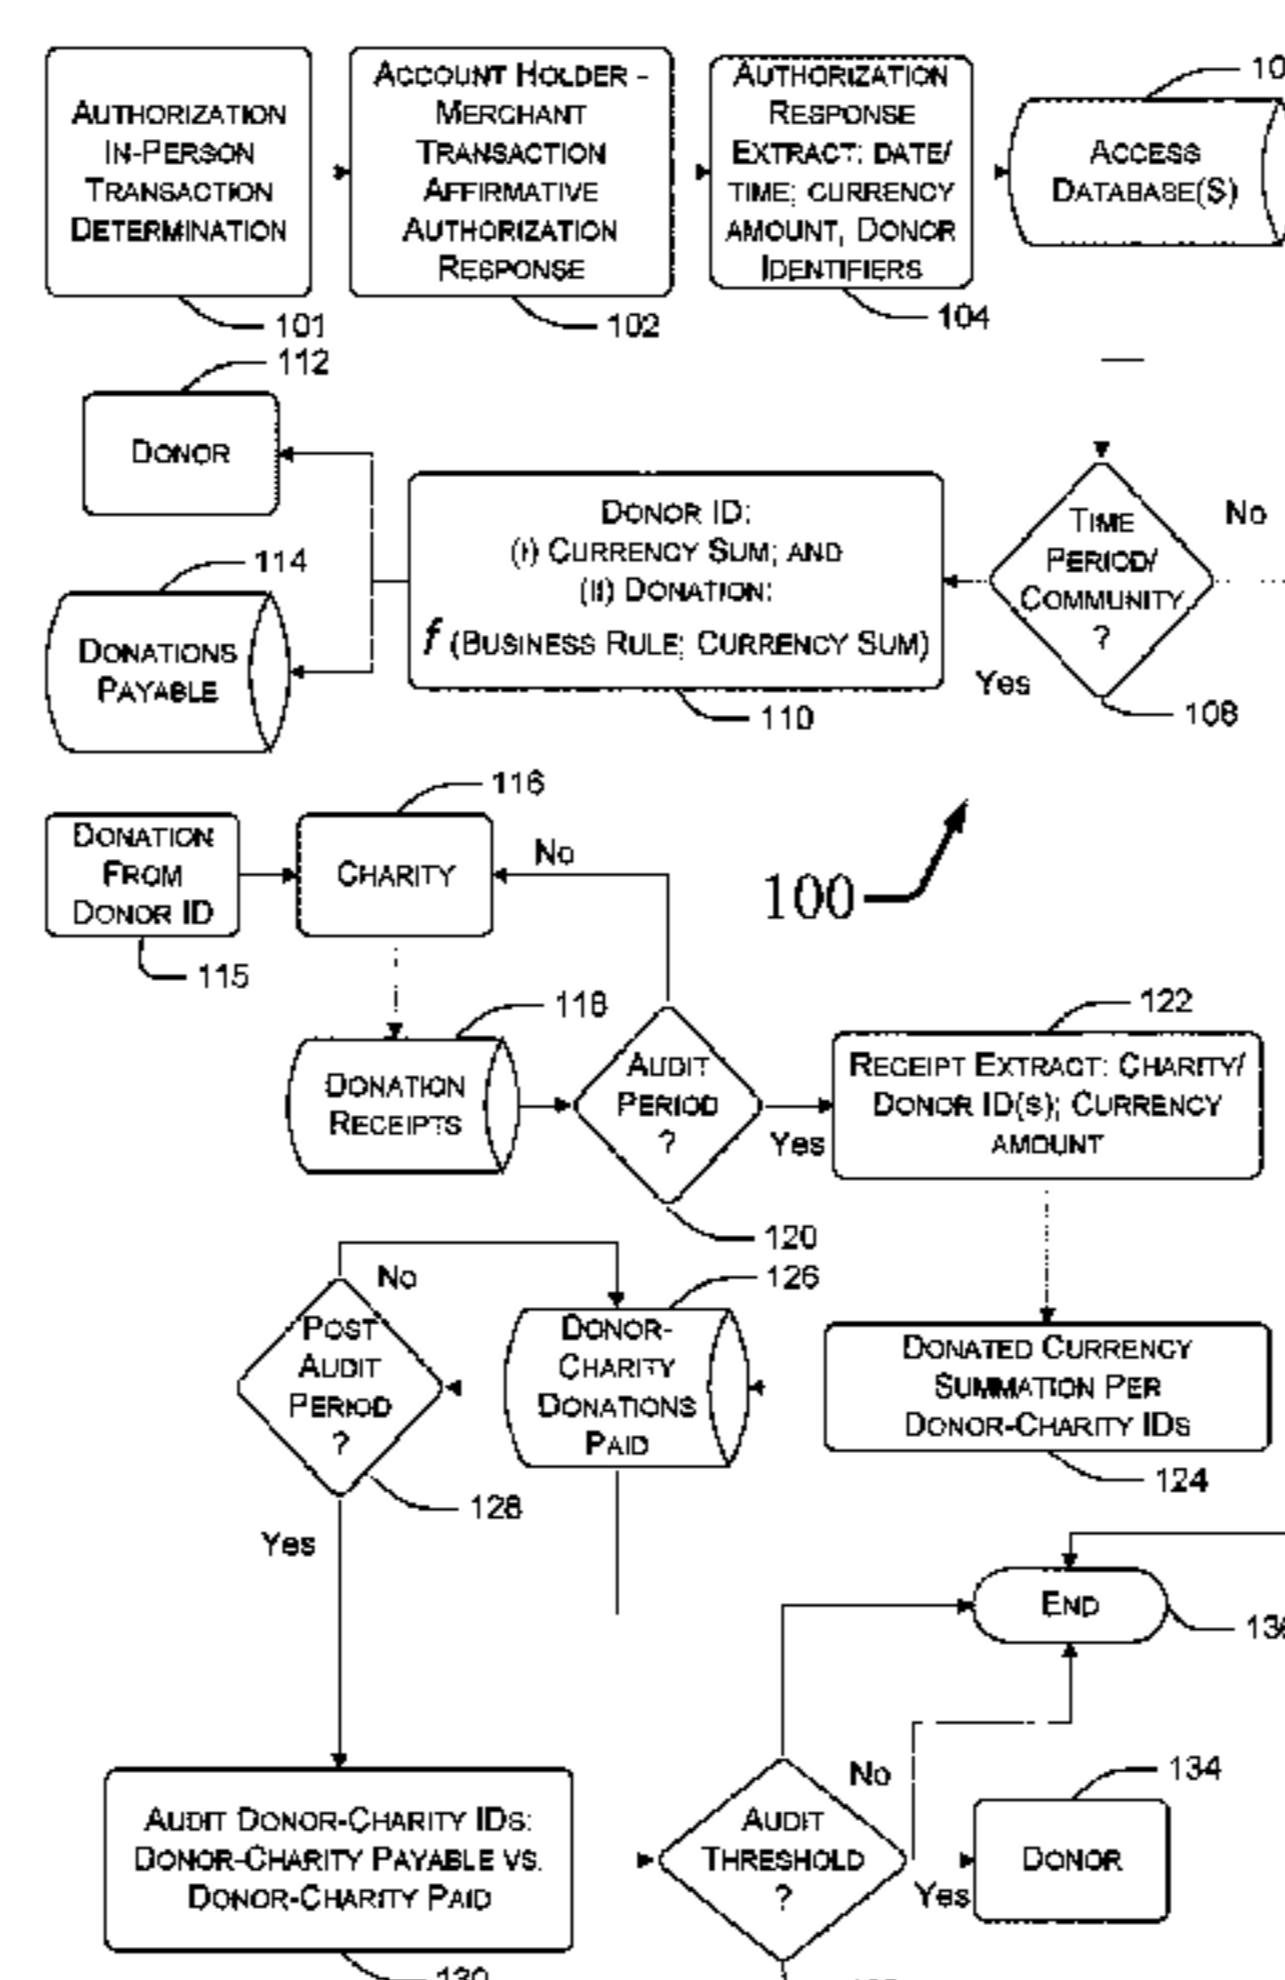 AUTHORIZATION
IN-PERSON
TRANSACTION
DETERMINATION
101
ACCOUNT HOLDER -
MERCHANT
TRANSACTION
AFFIRMATIVE
AUTHORIZATION
RESPONSE
102
AUTHORIZATION
RESPONSE
EXTRACT: DATE/
TIME; CURRENCY
AMOUNT, DONOR
IDENTIFIERS
104
ACCESS
DATABASE(S)
112
DONOR
114
DONATIONS
PAYABLE
DONOR ID:
(I) CURRENCY SUM; AND
(II) DONATION:
f (BUSINESS RULE; CURRENCY SUM)
110
TIME
PERIOD/
COMMUNITY
?
No
Yes
108
116
DONATION
FROM
DONOR ID
115
CHARITY
No
100
118
DONATION
RECEIPTS
AUDIT
PERIOD
?
Yes
120
122
RECEIPT EXTRACT: CHARITY/
DONOR ID(S); CURRENCY
AMOUNT
No
126
POST
AUDIT
PERIOD
?
128
Yes
DONOR-
CHARITY
DONATIONS
PAID
DONATED CURRENCY
SUMMATION PER
DONOR-CHARITY IDS
124
END
AUDIT DONOR-CHARITY IDS:
DONOR-CHARITY PAYABLE VS.
DONOR-CHARITY PAID
130
AUDIT
THRESHOLD
?
No
Yes
134
DONOR